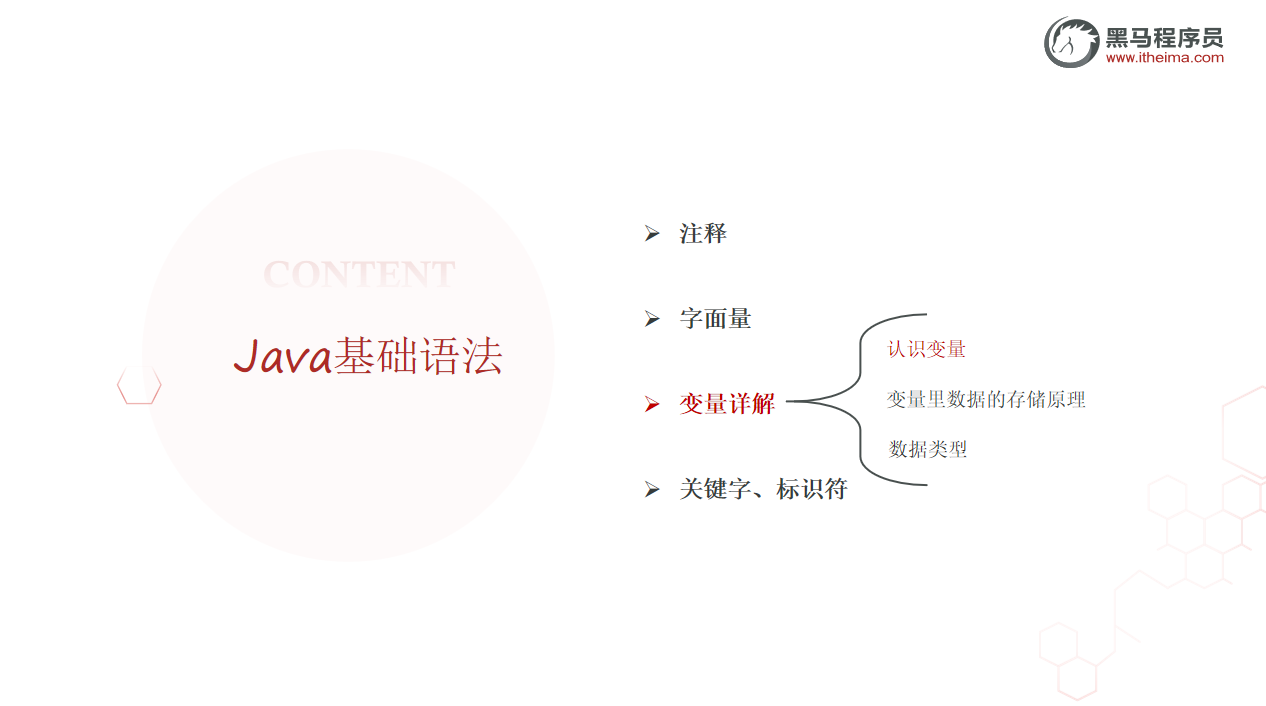 黑马程序员
www.itheima.com
CONTENT
Java基础语法
注释
字面量
变量详解
认识变量
变量里数据的存储原理
数据类型
关键字、标识符